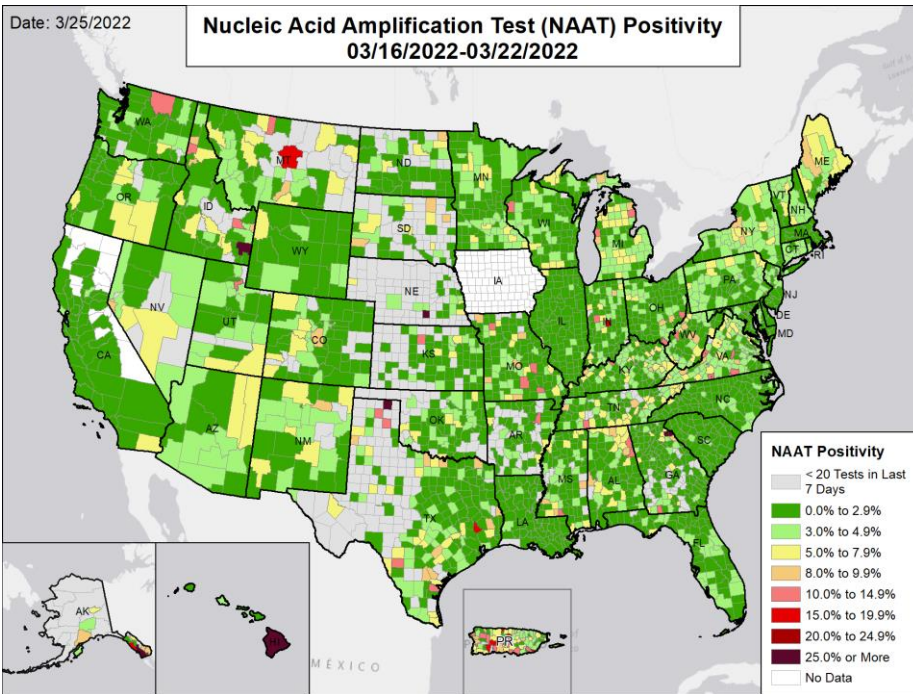 Date: 3/25/2022
Nucleic Acid Amplification Test (NAAT) Positivity
03/16/2022-03/22/2022
WA
MT
ND
MN
ME
OR
ID
SD
WI
VT
NH
WY
MI
NY
MA
CT
RI
NE
IA
PA
NV
UT
IL
IN
OH
NJ
DE
MD
CA
CO
KS
MO
WV
VA
KY
AZ
NM
OK
AR
TN
NC
SC
MS
AL
GA
TX
LA
FL
AK
HI
MEXICO
PR
NAAT Positivity
< 20 Tests in Last
7 Days
0.0% to 2.9%
3.0% to 4.9%
5.0% to 7.9%
8.0% to 9.9%
10.0% to 14.9%
15.0% to 19.9%
20.0% to 24.9%
25.0% or More
No Data